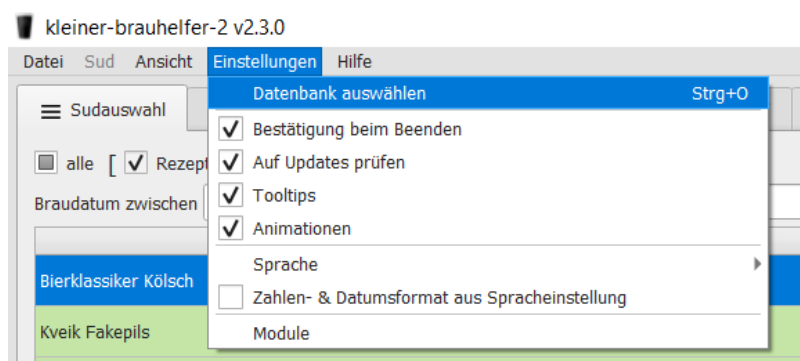 kleiner-brauhelfer-2 v2.3.0
Datei Sud Ansicht Einstellungen Hilfe
Datenbank auswählen Strg+O
Sudauswahl
Bestätigung beim Beenden
alle [ Rezept
Auf Updates prüfen
Tooltips
Braudatum zwischen
Animationen
Sprache
Bierklassiker Kölsch
Zahlen- & Datumsformat aus Spracheinstellung
Kveik Fakepils
Module